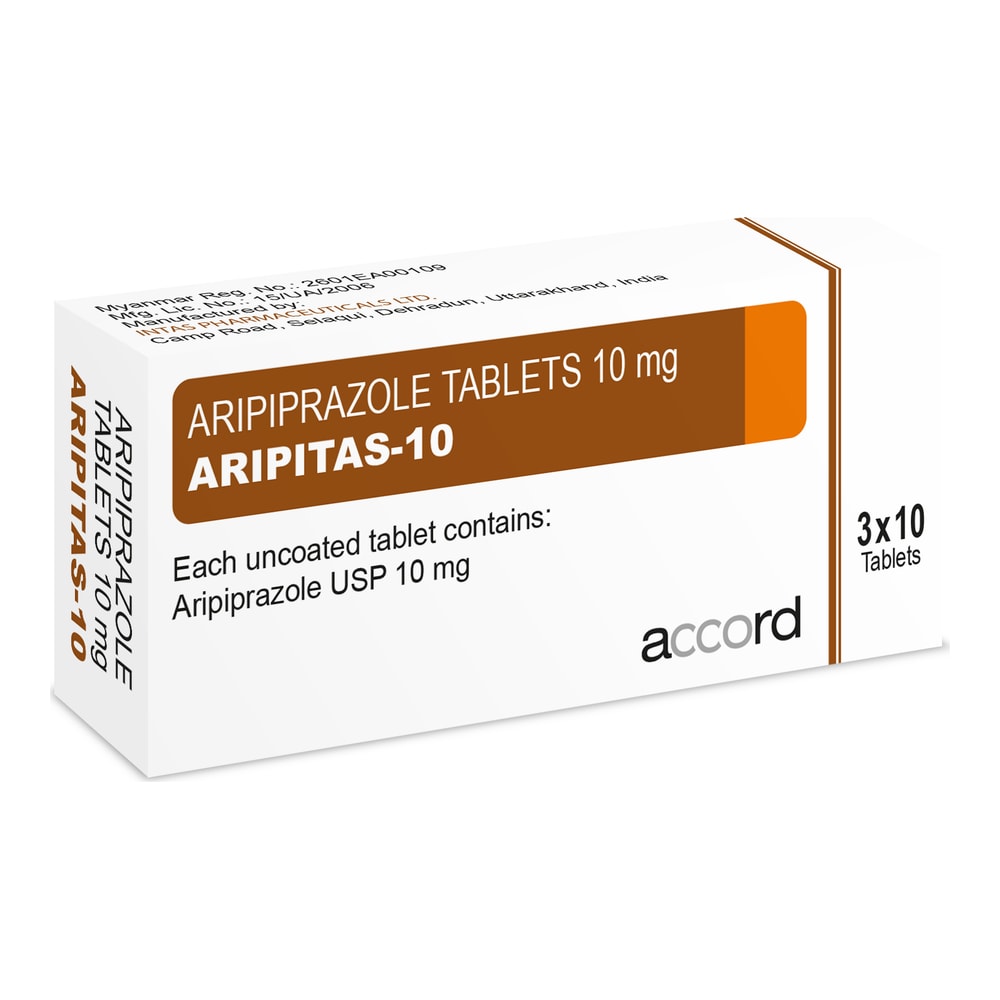 Myanmar Reg. No.: 2601EA00109
Mfg. Lic. No.: 15/UA/2006
Manufactured by:
INTAS PHARMACEUTICALS LTD.
Camp Road, Selaqui, Dehradun, Uttarakhand, India
ARIPIPRAZOLE TABLETS 10 mg
ARIPITAS-10
Each uncoated tablet contains:
Aripiprazole USP 10 mg
3x10
Tablets
accord
ARIPIPRAZOLE
TABLETS 10 mg
ARIPITAS-10